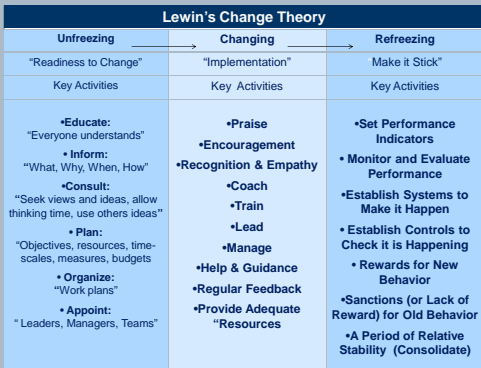 Lewin's Change Theory
Unfreezing
Changing
Refreezing
"Readiness to Change"
"Implementation"
"Make it Stick"
Key Activities
Key Activities
Key Activities
•Educate:
"Everyone understands"
• Inform:
"What, Why, When, How"
•Consult:
"Seek views and ideas, allow
thinking time, use others ideas"
• Plan:
"Objectives, resources, time-
scales, measures, budgets
• Organize:
"Work plans"
• Appoint:
" Leaders, Managers, Teams"
•Praise
•Encouragement
•Recognition & Empathy
•Coach
•Train
•Lead
•Manage
•Help & Guidance
•Regular Feedback
•Provide Adequate
"Resources
•Set Performance
Indicators
• Monitor and Evaluate
Performance
•Establish Systems to
Make it Happen
• Establish Controls to
Check it is Happening
• Rewards for New
Behavior
•Sanctions (or Lack of
Reward) for Old Behavior
•A Period of Relative
Stability (Consolidate)